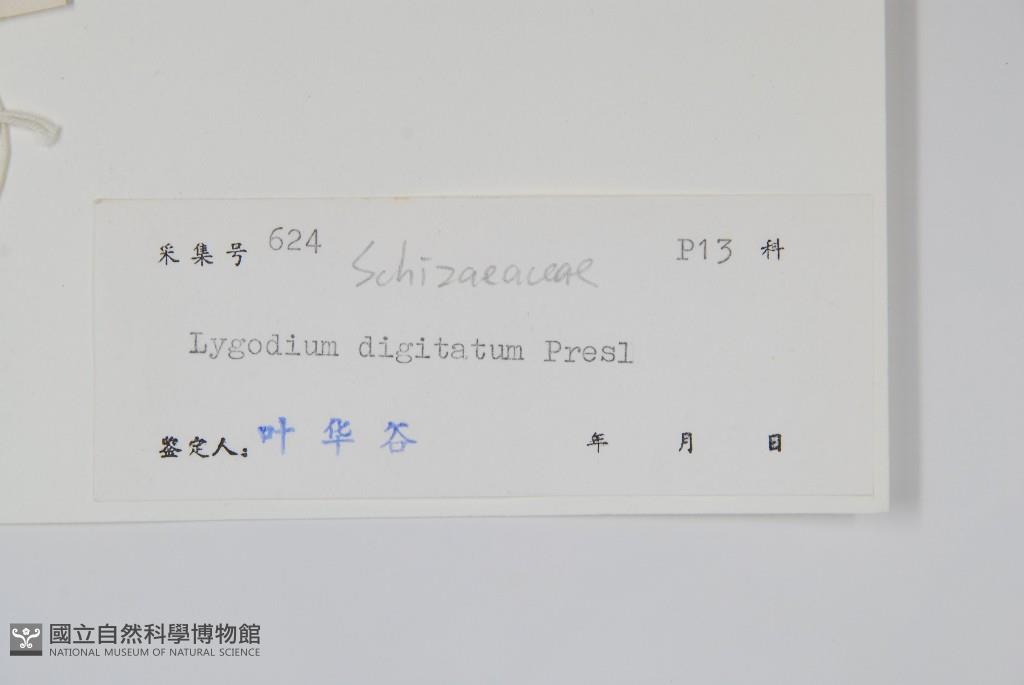 采集号 624 Schizaeaceae P13 科
Lygodium digitatum Presl
鉴定人: 叶华谷 年 月 日
國立自然科學博物館
NATIONAL MUSEUM OF NATURAL SCIENCE